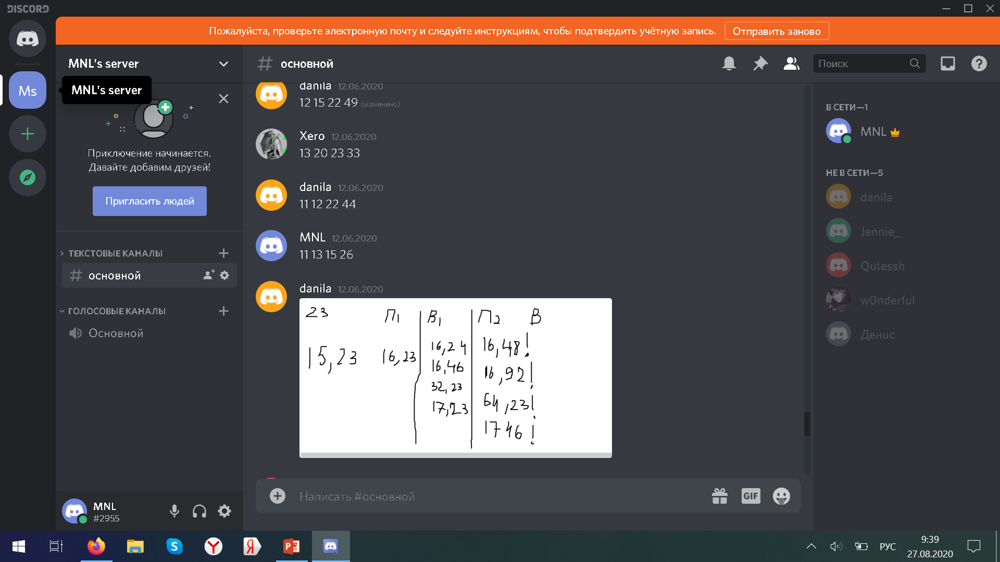 DISCORD
Пожалуйста, проверьте электронную почту и следуйте инструкциям, чтобы подтвердить учётную запись.
Отправить заново
MNL's server
Ms
MNL's server
Приключение начинается.
Давайте добавим друзей!
Пригласить людей
ТЕКСТОВЫЕ КАНАЛЫ
основной
ГОЛОСОВЫЕ КАНАЛЫ
Основной
MNL
#2955
основной
Поиск
danila 12.06.2020
12 15 22 49 (изменено)
Xero 12.06.2020
13 20 23 33
danila 12.06.2020
11 12 22 44
MNL 12.06.2020
11 13 15 26
danila 12.06.2020
23 П1 В1 П2 В
15,23 16,23
16,24 16,48!
16,46 16,92!
32,23 64,23!
17,23 17 46!
Написать #основной
GIF
В СЕТИ—1
MNL
НЕ В СЕТИ—5
danila
Jennie_
Qutessh
w0nderful
Денис
РУС
9:39
27.08.2020